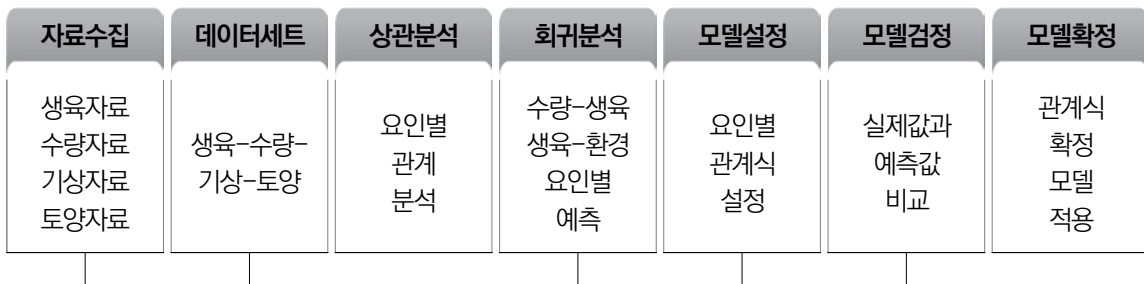 자료수집
생육자료
수량자료
기상자료
토양자료
데이터세트
생육-수량-
기상-토양
상관분석
요인별
관계
분석
회귀분석
수량-생육
생육-환경
요인별
예측
모델설정
요인별
관계식
설정
모델검정
실제값과
예측값
비교
모델확정
관계식
확정
모델
적용